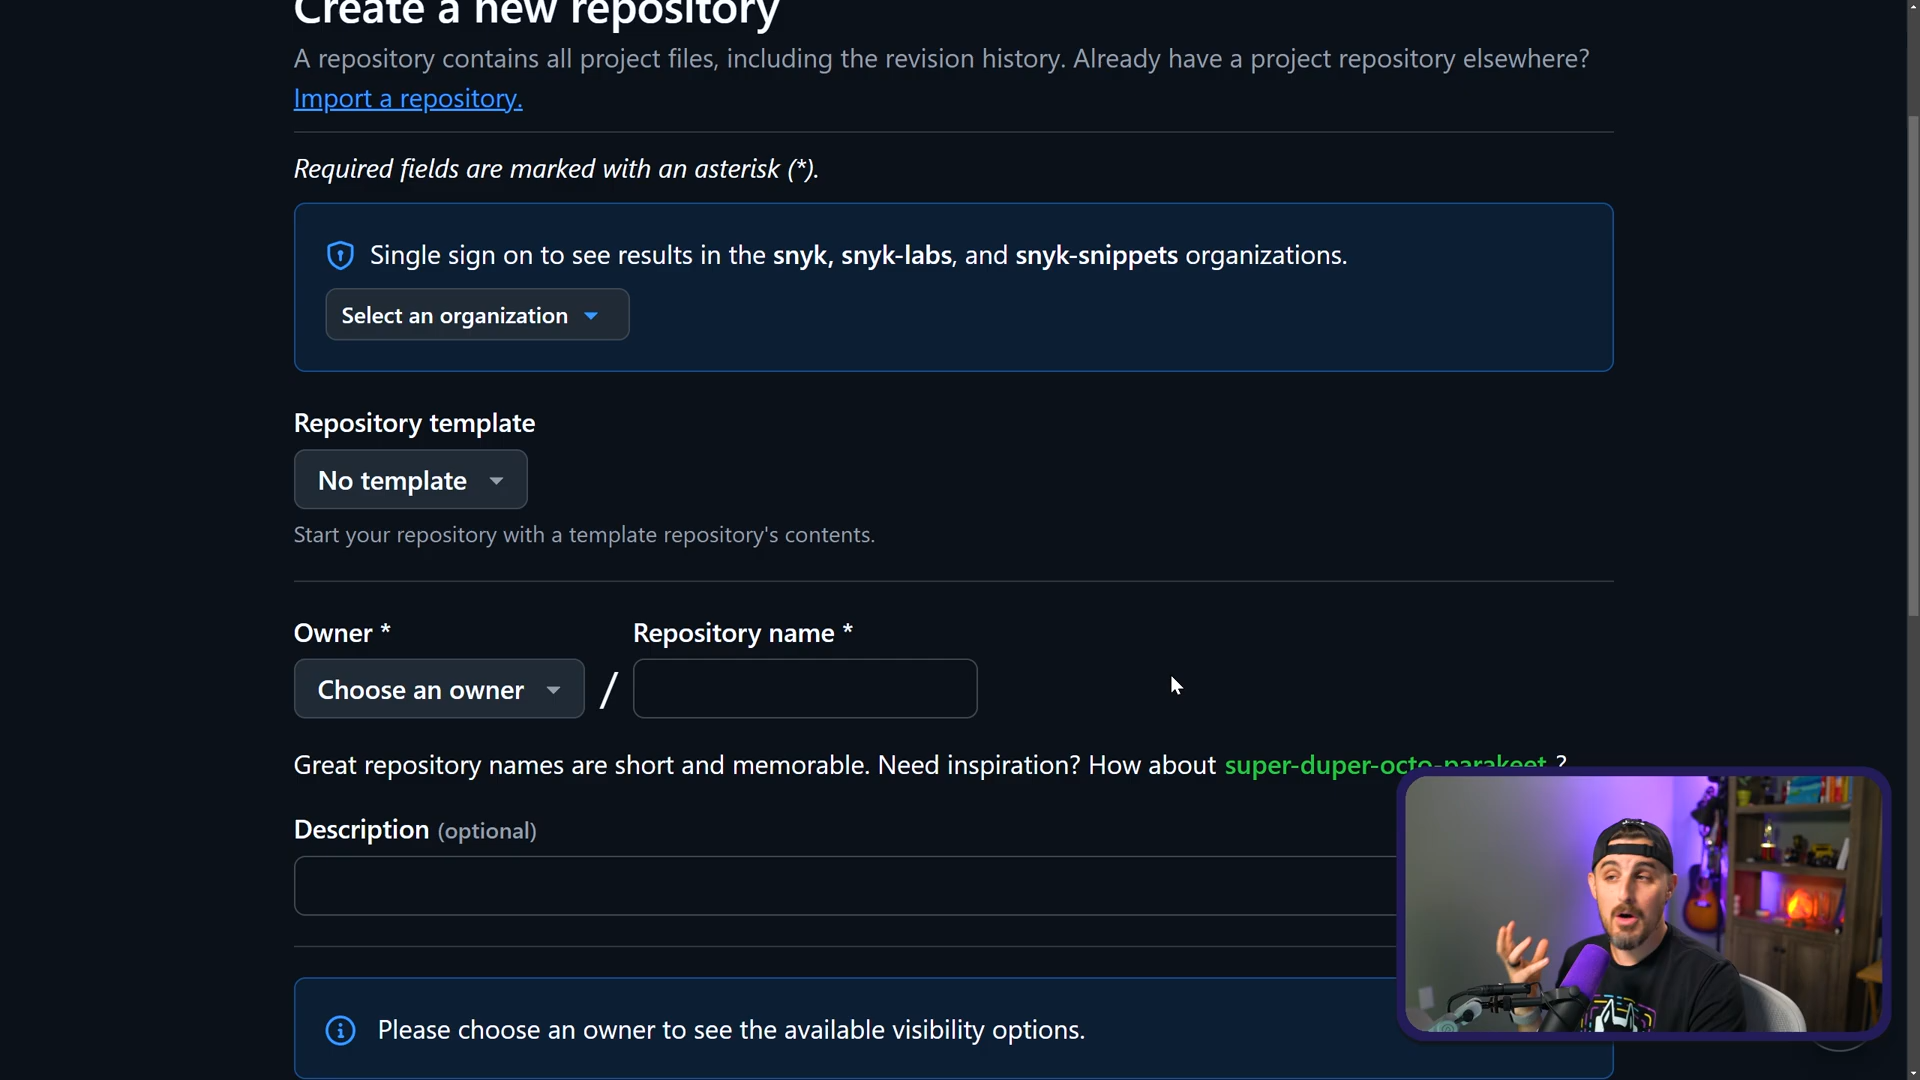 Create a new repository
A repository contains all project files, including the revision history. Already have a project repository elsewhere?
Import a repository.
Required fields are marked with an asterisk (*).
Single sign on to see results in the snyk, snyk-labs, and snyk-snippets organizations.
Select an organization
Repository template
No template
Start your repository with a template repository's contents.
Owner *
Repository name *
Choose an owner
/
Great repository names are short and memorable. Need inspiration? How about super-duper-octo-parakeet ?
Description (optional)
Please choose an owner to see the available visibility options.